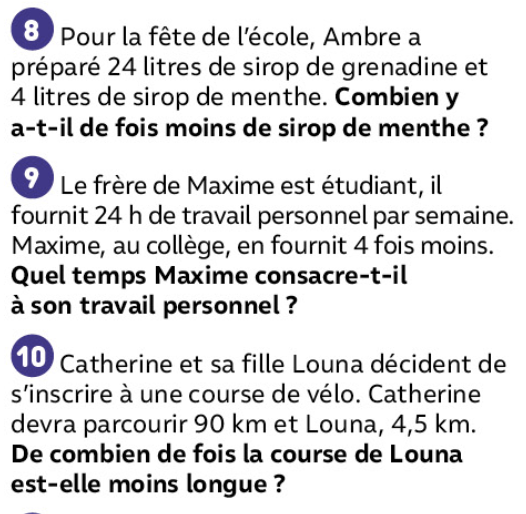 8 Pour la fête de l'école, Ambre a
préparé 24 litres de sirop de grenadine et
4 litres de sirop de menthe. Combien y
a-t-il de fois moins de sirop de menthe ?
9 Le frère de Maxime est étudiant, il
fournit 24 h de travail personnel par semaine.
Maxime, au collège, en fournit 4 fois moins.
Quel temps Maxime consacre-t-il
à son travail personnel ?
10 Catherine et sa fille Louna décident de
s'inscrire à une course de vélo. Catherine
devra parcourir 90 km et Louna, 4,5 km.
De combien de fois la course de Louna
est-elle moins longue ?